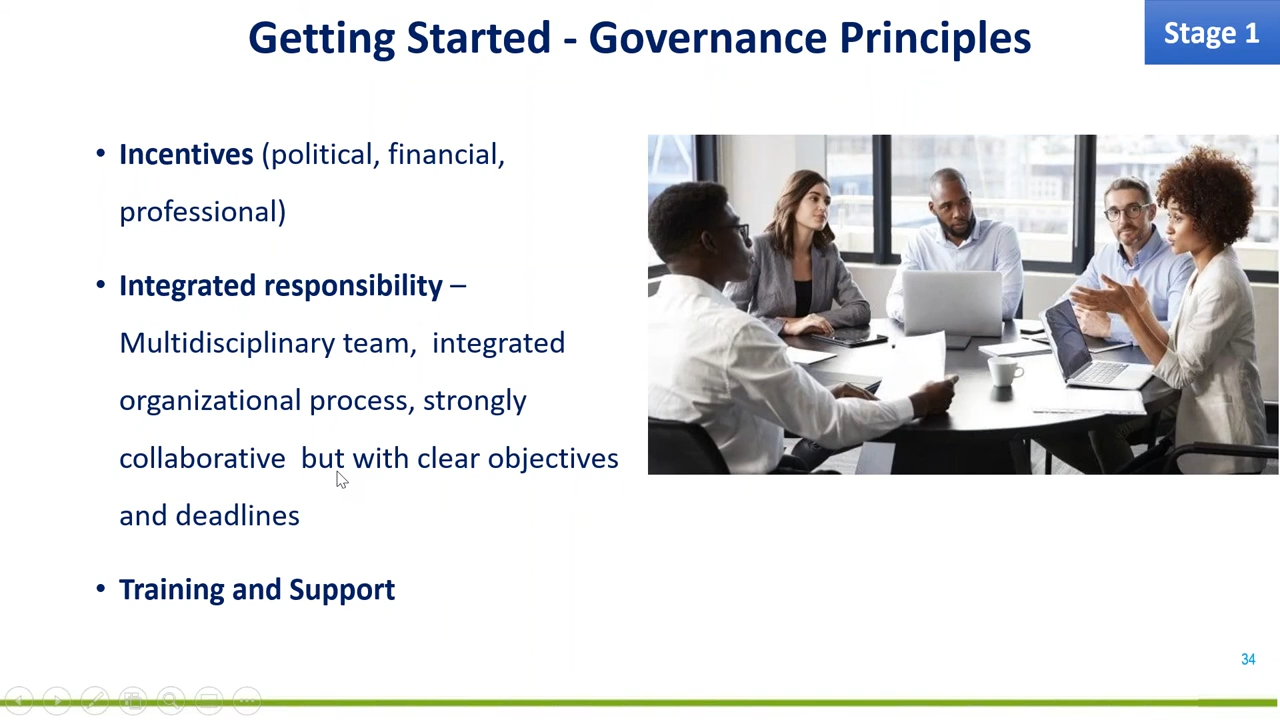 Getting Started - Governance Principles
Stage 1
• Incentives (political, financial,
professional)
• Integrated responsibility –
Multidisciplinary team,  integrated
organizational process, strongly
collaborative  but with clear objectives
and deadlines
• Training and Support
34